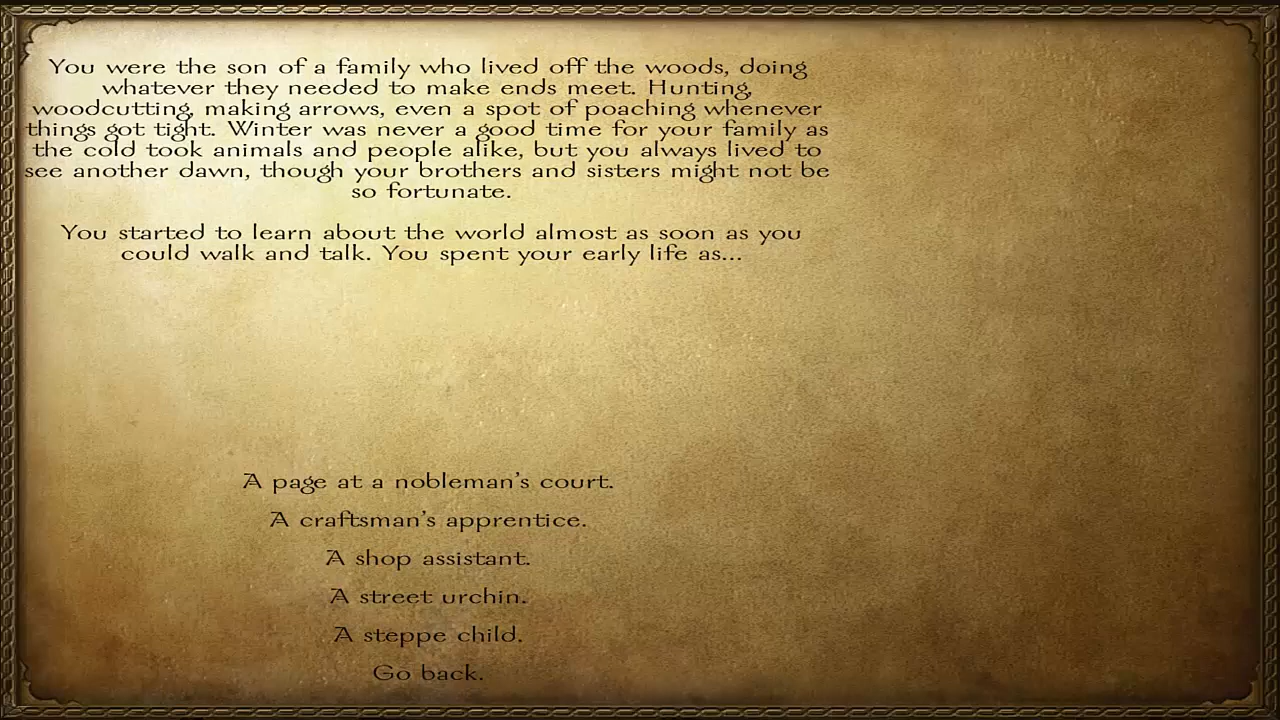 You were the son of a family who lived off the woods, doing
whatever they needed to make ends meet. Hunting,
woodcutting, making arrows, even a spot of poaching whenever
things got tight. Winter was never a good time for your family as
the cold took animals and people alike, but you always lived to
see another dawn, though your brothers and sisters might not be
so fortunate.
You started to learn about the world almost as soon as you
could walk and talk. You spent your early life as...
A page at a nobleman's court.
A craftsman's apprentice.
A shop assistant.
A street urchin.
A steppe child.
Go back.